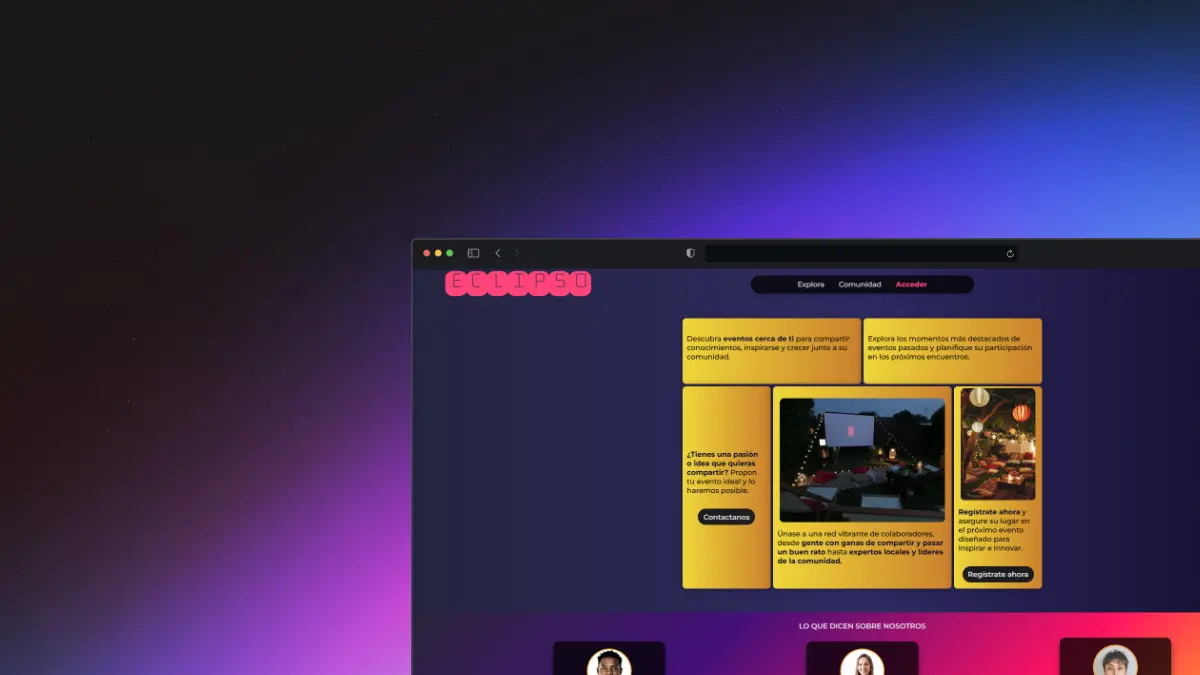 ECLIPSO
Explora Comunidad Acceder
Descubra eventos cerca de ti para compartir
conocimientos, inspirarse y crecer junto a su
comunidad.
Explora los momentos más destacados de
eventos pasados y planifique su participación
en los próximos encuentros.
¿Tienes una pasión
o idea que quieras
compartir? Propón
tu evento ideal y lo
haremos posible.
Contactanos
Únase a una red vibrante de colaboradores,
desde gente con ganas de compartir y pasar
un buen rato hasta expertos locales y líderes
de la comunidad.
Regístrate ahora y
asegure su lugar en
el próximo evento
diseñado para
inspirar e innovar.
Regístrate ahora
LO QUE DICEN SOBRE NOSOTROS